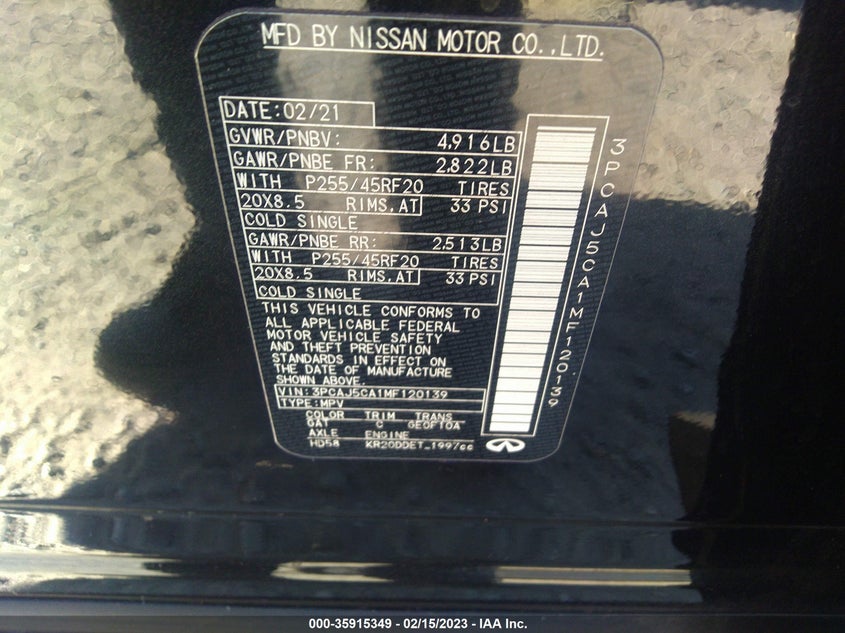 MFD BY NISSAN MOTOR CO.,LTD.
DATE:02/21
GVWR/PNBV: 4,916LB
GAWR/PNBE FR: 2,822LB
WITH P255/45RF20 TIRES
20X8.5 RIMS,AT 33 PSI
COLD SINGLE
GAWR/PNBE RR: 2,513LB
WITH P255/45RF20 TIRES
20X8.5 RIMS,AT 33 PSI
COLD SINGLE
THIS VEHICLE CONFORMS TO
ALL APPLICABLE FEDERAL
MOTOR VEHICLE SAFETY
AND THEFT PREVENTION
STANDARDS IN EFFECT ON
THE DATE OF MANUFACTURE
SHOWN ABOVE.
VIN:3PCAJ5CA1MF120139
TYPE:MPV
COLOR TRIM TRANS
GAT C GE0F10A
AXLE ENGINE
HD58 KR20DDET_1997cc
3PCAJ5CA1MF120139
000-35915349 - 02/15/2023 - IAA Inc.